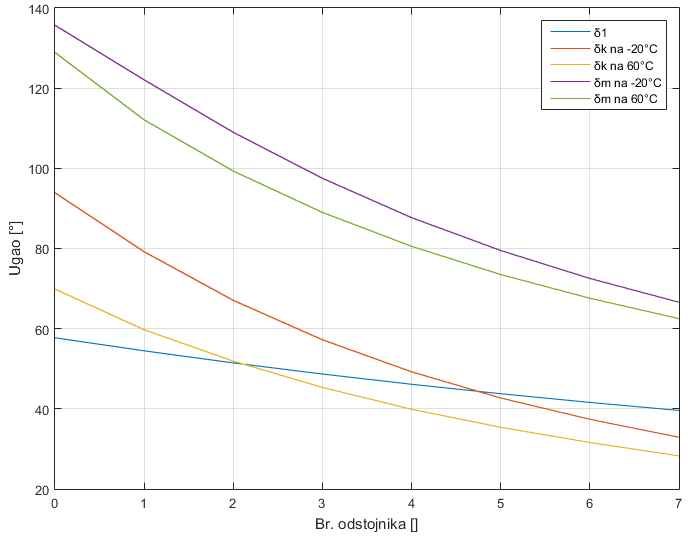 140
120
100
80
60
40
20
Ugao [°]
δ1
δk na -20°C
δk na 60°C
δm na -20°C
δm na 60°C
0 1 2 3 4 5 6 7
Br. odstojnika []